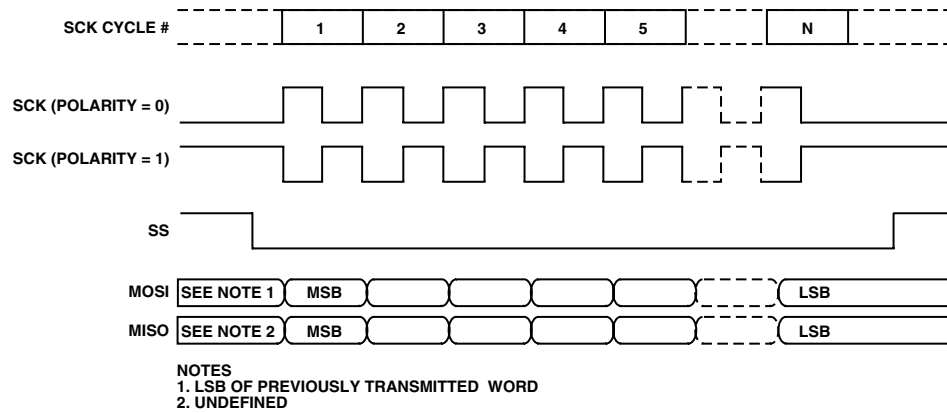 SCK CYCLE # 1 2 3 4 5 N
SCK (POLARITY = 0)
SCK (POLARITY = 1)
SS
MOSI SEE NOTE 1 MSB LSB
MISO SEE NOTE 2 MSB LSB
NOTES
1. LSB OF PREVIOUSLY TRANSMITTED WORD
2. UNDEFINED